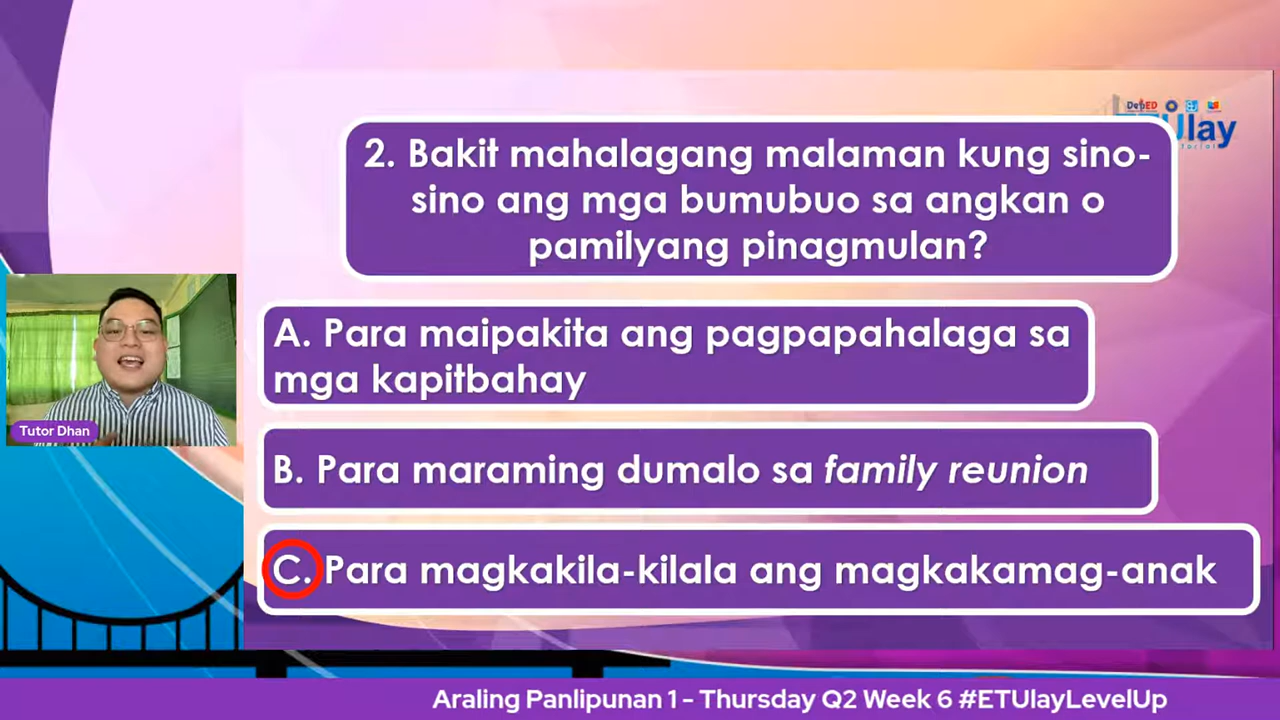 DepED
ETUlay
2. Bakit mahalagang malaman kung sino-
sino ang mga bumubuo sa angkan o
pamilyang pinagmulan?
A. Para maipakita ang pagpapahalaga sa
mga kapitbahay
B. Para maraming dumalo sa family reunion
C. Para magkakila-kilala ang magkakamag-anak
Tutor Dhan
Araling Panlipunan 1 - Thursday Q2 Week 6 #ETUlayLevelUp